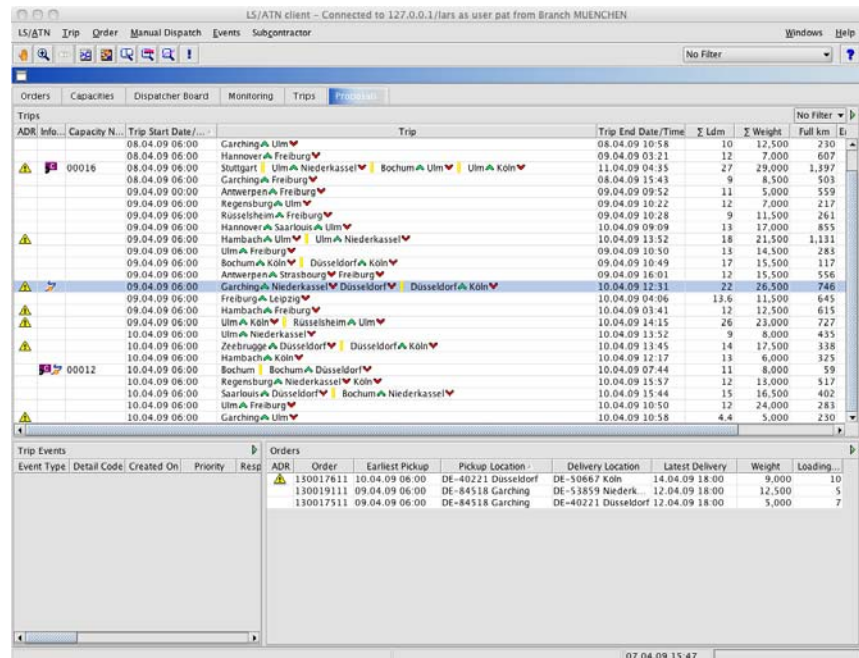 LS/ATN client – Connected to 127.0.0.1/lars as user pat from Branch MUENCHEN
LS/ATN Trip Order Manual Dispatch Events Subcontractor Windows Help
No Filter ?
Orders Capacities Dispatcher Board Monitoring Trips Proposals
Trips No Filter
ADR Info... Capacity N... Trip Start Date/... Trip Trip End Date/Time Σ Ldm Σ Weight Full km
08.04.09 06:00 Garching Ulm 08.04.09 10:58 10 12,500 230
08.04.09 06:00 Hannover Freiburg 09.04.09 03:21 12 7,000 607
00016 08.04.09 06:00 Stuttgart Ulm Niederkassel Bochum Ulm Ulm Köln 11.04.09 04:35 27 29,000 1,397
08.04.09 06:00 Garching Freiburg 08.04.09 15:43 9 8,500 503
09.04.09 00:00 Antwerpen Freiburg 09.04.09 09:52 11 5,000 559
09.04.09 06:00 Regensburg Ulm 09.04.09 10:22 12 7,000 217
09.04.09 06:00 Rüsselsheim Freiburg 09.04.09 10:28 9 11,500 261
09.04.09 06:00 Hannover Saarlouis Ulm 10.04.09 09:09 13 17,000 855
09.04.09 06:00 Hambach Ulm Ulm Niederkassel 10.04.09 13:52 18 21,500 1,131
09.04.09 06:00 Ulm Freiburg 09.04.09 10:50 13 14,500 283
09.04.09 06:00 Bochum Köln Düsseldorf Köln 09.04.09 10:49 17 15,500 117
09.04.09 06:00 Antwerpen Strasbourg Freiburg 09.04.09 16:01 12 15,500 556
09.04.09 06:00 Garching Niederkassel Düsseldorf Düsseldorf Köln 10.04.09 12:31 22 26,500 746
09.04.09 06:00 Freiburg Leipzig 10.04.09 04:06 13.6 11,500 645
09.04.09 06:00 Hambach Freiburg 10.04.09 03:41 12 12,500 615
09.04.09 06:00 Ulm Köln Rüsselsheim Ulm 10.04.09 14:15 26 23,000 727
10.04.09 06:00 Ulm Niederkassel 10.04.09 13:52 9 8,000 435
10.04.09 06:00 Zeebrugge Düsseldorf Düsseldorf Köln 10.04.09 13:45 14 17,500 338
10.04.09 06:00 Hambach Köln 10.04.09 12:17 13 6,000 325
00012 10.04.09 06:00 Bochum Bochum Düsseldorf 10.04.09 07:44 11 8,000 59
10.04.09 06:00 Regensburg Niederkassel Köln 10.04.09 15:57 12 13,000 517
10.04.09 06:00 Saarlouis Düsseldorf Bochum Niederkassel 10.04.09 15:44 15 16,500 402
10.04.09 06:00 Ulm Freiburg 10.04.09 10:50 12 24,000 283
10.04.09 06:00 Garching Ulm 10.04.09 10:58 4.4 5,000 230
Trip Events Orders
Event Type Detail Code Created On Priority Resp ADR Order Earliest Pickup Pickup Location Delivery Location Latest Delivery Weight Loading...
130017611 10.04.09 06:00 DE-40221 Düsseldorf DE-50667 Köln 14.04.09 18:00 9,000 10
130019111 09.04.09 06:00 DE-84518 Garching DE-53859 Niederk... 12.04.09 18:00 12,500 5
130017511 09.04.09 06:00 DE-84518 Garching DE-40221 Düsseldorf 12.04.09 18:00 5,000 7
07.04.09 15:47